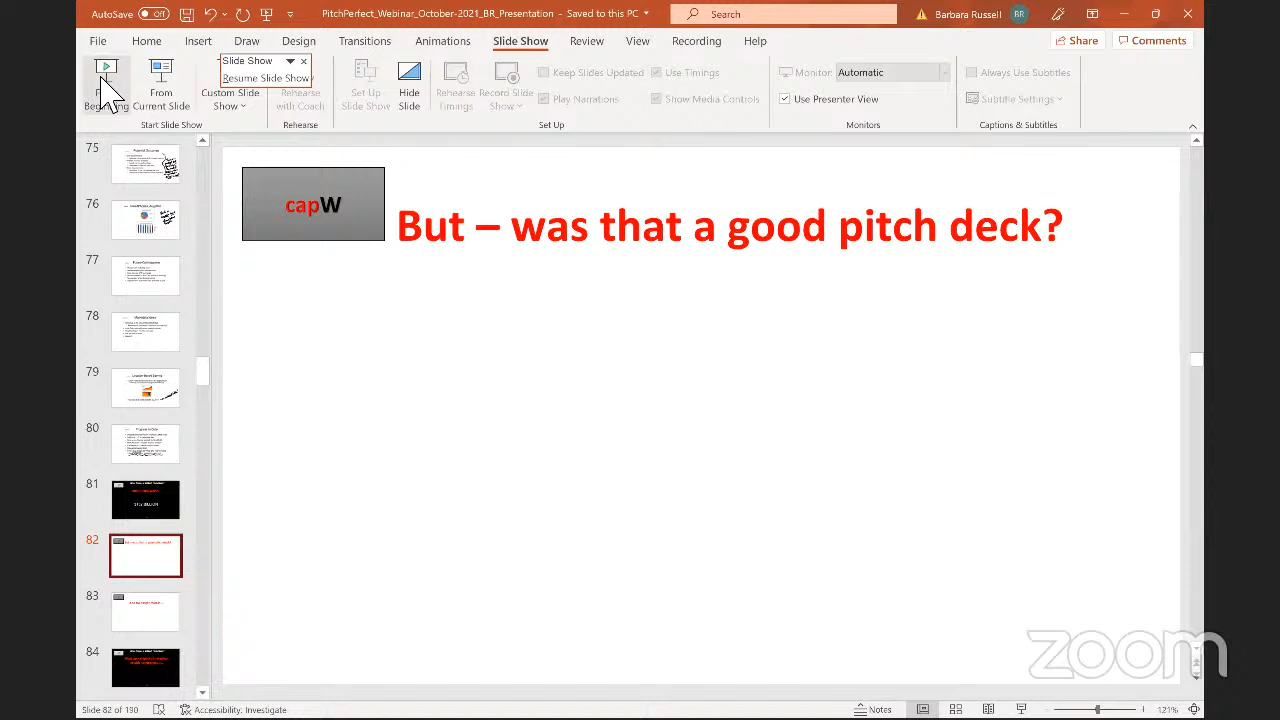 AutoSave Off
PitchPerfect_Webinar_October-2021_BR_Presentation - Saved to this PC
Search
Barbara Russell BR
File Home Insert Draw Design Transitions Animations Slide Show Review View Recording Help
Share Comments
Slide Show
Resume Slide Show
From
Current Slide
Custom Slide
Show
Rehearse
with Coach
Set Up
Slide Show
Hide
Slide
Rehearse
Timings
Record Slide
Show
Keep Slides Updated
Play Narrations
Use Timings
Show Media Controls
Monitor: Automatic
Use Presenter View
Always Use Subtitles
Subtitle Settings
Start Slide Show Rehearse Set Up Monitors Captions & Subtitles
75
76
77
78
79
80
81
82
83
84
capW
But – was that a good pitch deck?
zoom
Slide 82 of 190 Accessibility: Investigate Notes 121%